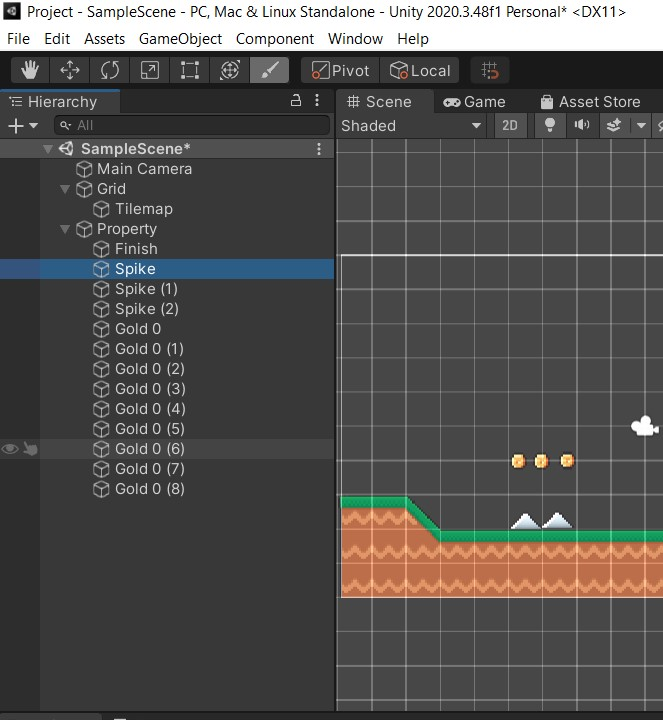 Project - SampleScene - PC, Mac & Linux Standalone - Unity 2020.3.48f1 Personal* <DX11>
File Edit Assets GameObject Component Window Help
Pivot Local
Hierarchy
Scene Game Asset Store
All
Shaded 2D
SampleScene*
Main Camera
Grid
Tilemap
Property
Finish
Spike
Spike (1)
Spike (2)
Gold 0
Gold 0 (1)
Gold 0 (2)
Gold 0 (3)
Gold 0 (4)
Gold 0 (5)
Gold 0 (6)
Gold 0 (7)
Gold 0 (8)